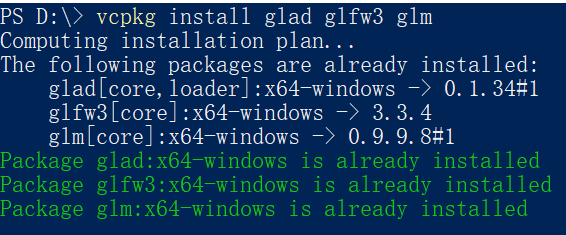 PS D:\> vcpkg install glad glfw3 glm
Computing installation plan...
The following packages are already installed:
    glad[core,loader]:x64-windows -> 0.1.34#1
    glfw3[core]:x64-windows -> 3.3.4
    glm[core]:x64-windows -> 0.9.9.8#1
Package glad:x64-windows is already installed
Package glfw3:x64-windows is already installed
Package glm:x64-windows is already installed